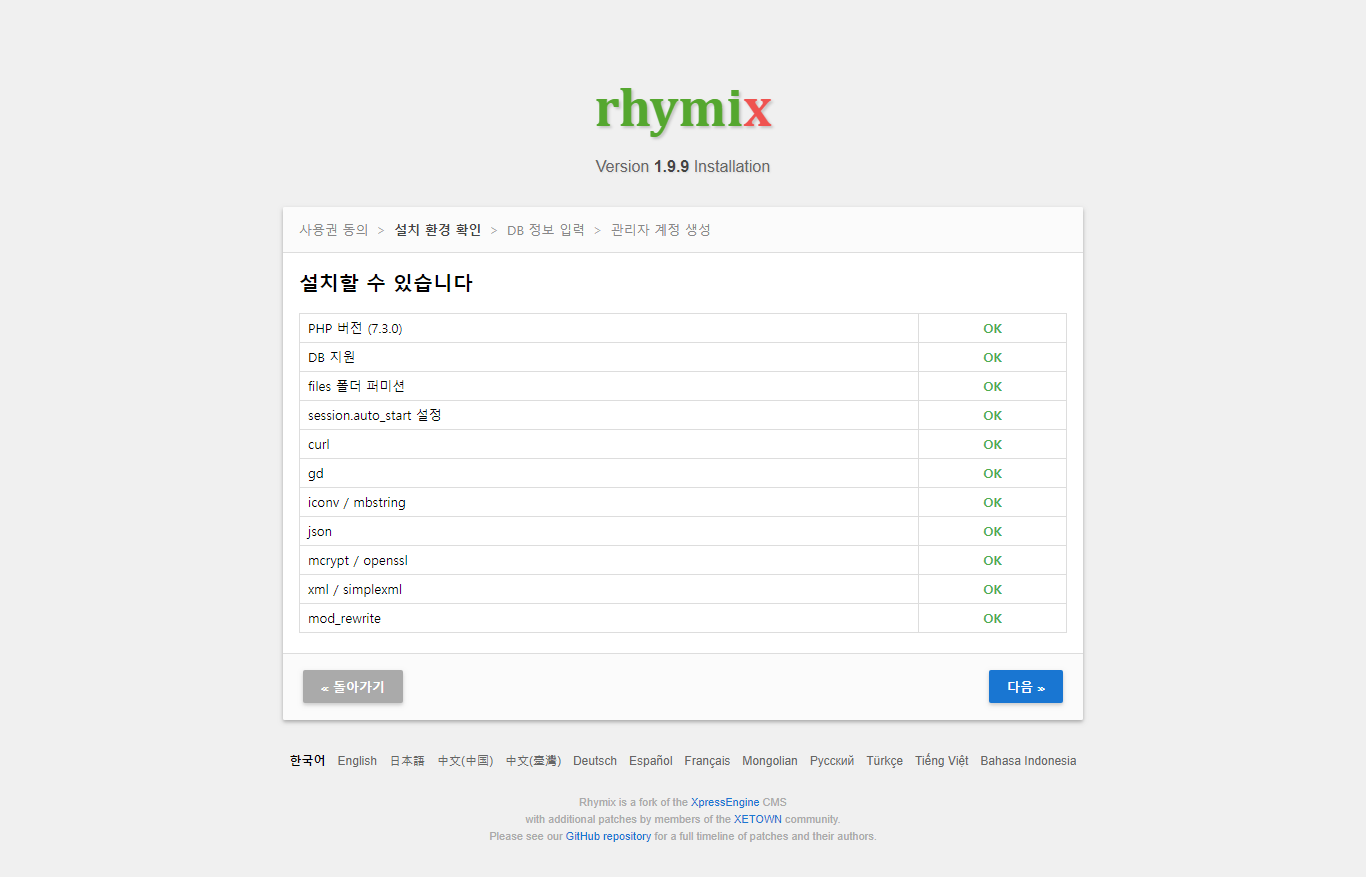 rhymix
Version 1.9.9 Installation
사용권 동의 > 설치 환경 확인 > DB 정보 입력 > 관리자 계정 생성
설치할 수 있습니다
PHP 버전 (7.3.0) OK
DB 지원 OK
files 폴더 퍼미션 OK
session.auto_start 설정 OK
curl OK
gd OK
iconv / mbstring OK
json OK
mcrypt / openssl OK
xml / simplexml OK
mod_rewrite OK
« 돌아가기 다음 »
한국어 English 日本語 中文(中国) 中文(臺灣) Deutsch Español Français Mongolian Русский Türkçe Tiếng Việt Bahasa Indonesia
Rhymix is a fork of the XpressEngine CMS
with additional patches by members of the XETOWN community.
Please see our GitHub repository for a full timeline of patches and their authors.